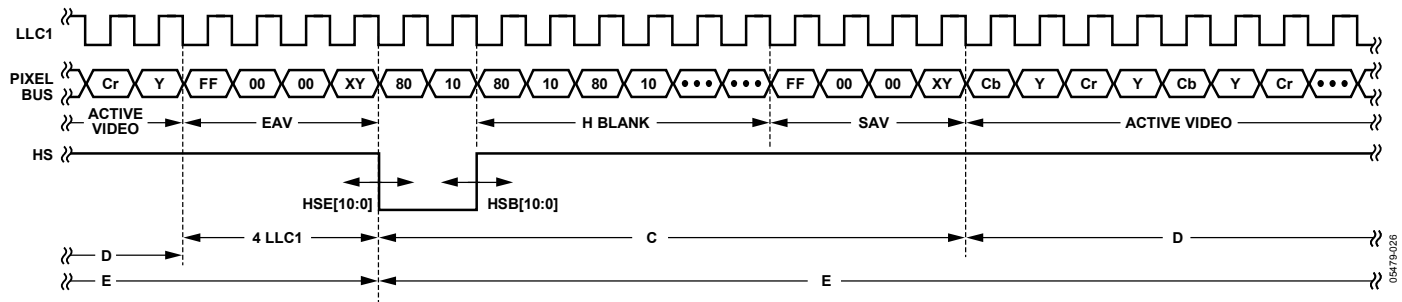 LLC1
PIXEL BUS Cr Y FF 00 00 XY 80 10 80 10 80 10 ••• ••• FF 00 00 XY Cb Y Cr Y Cb Y Cr •••
ACTIVE VIDEO EAV H BLANK SAV ACTIVE VIDEO
HS
HSE[10:0] HSB[10:0]
4 LLC1 C D
D
E E
05479-026